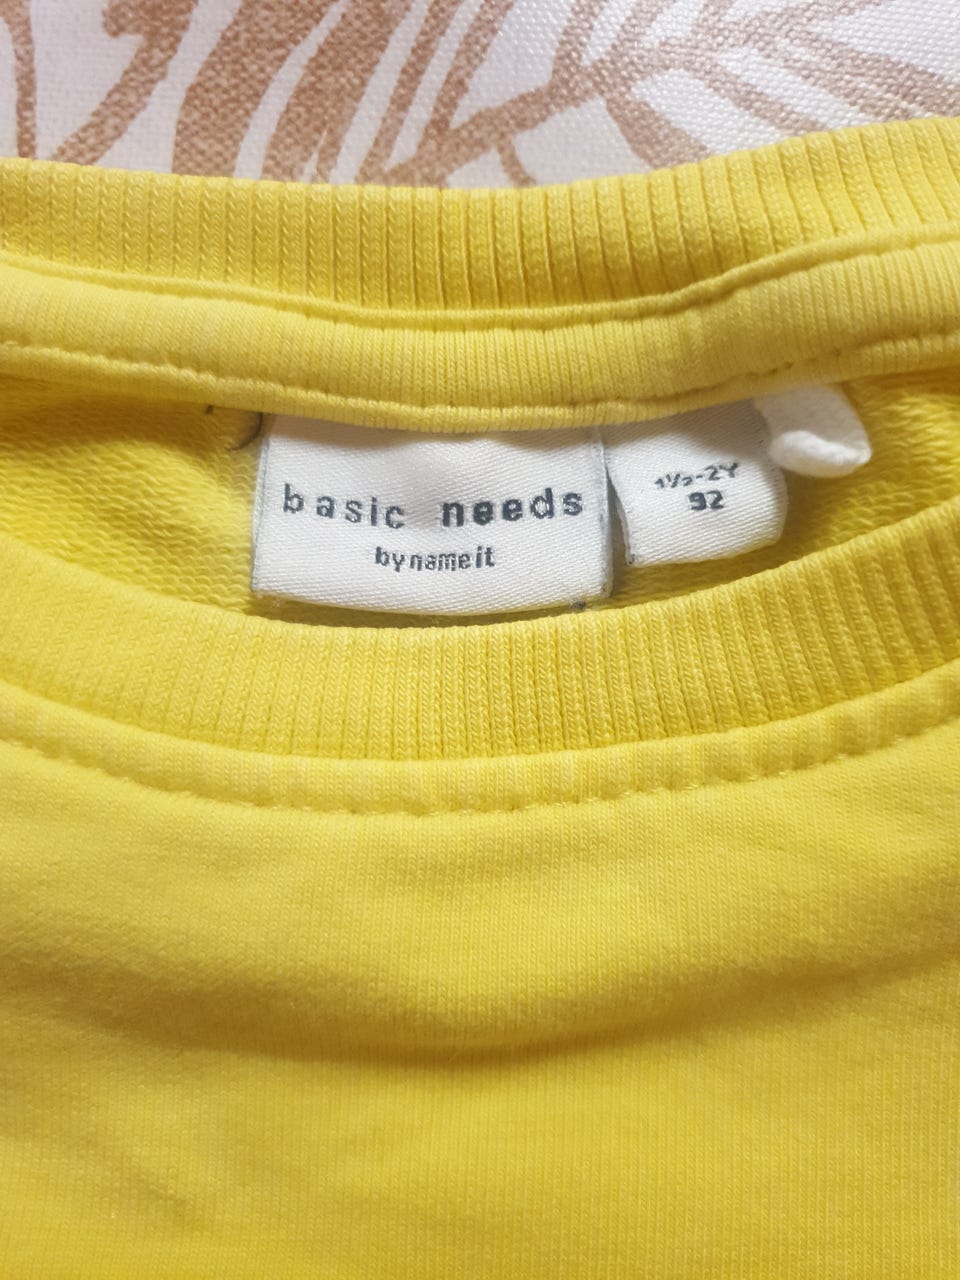 basic needs
by name it
1½-2Y
92